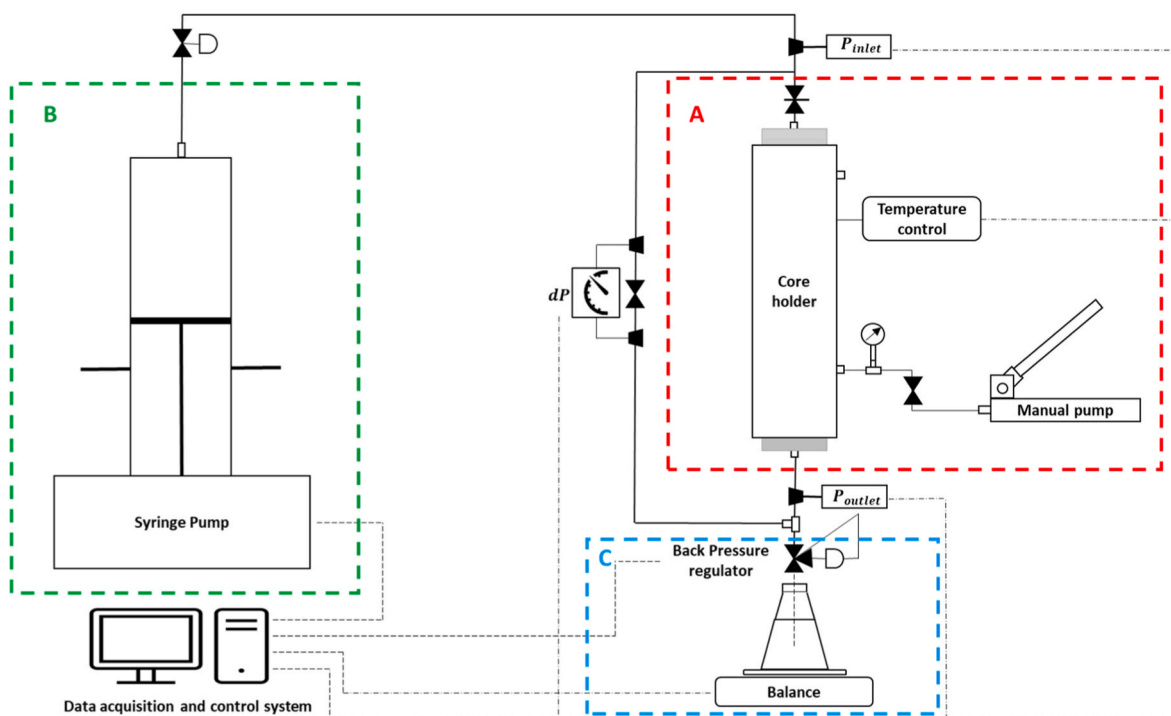 P_inlet
B
A
Temperature
control
Core
holder
dP
Manual pump
P_outlet
Syringe Pump
C
Back Pressure
regulator
Balance
Data acquisition and control system